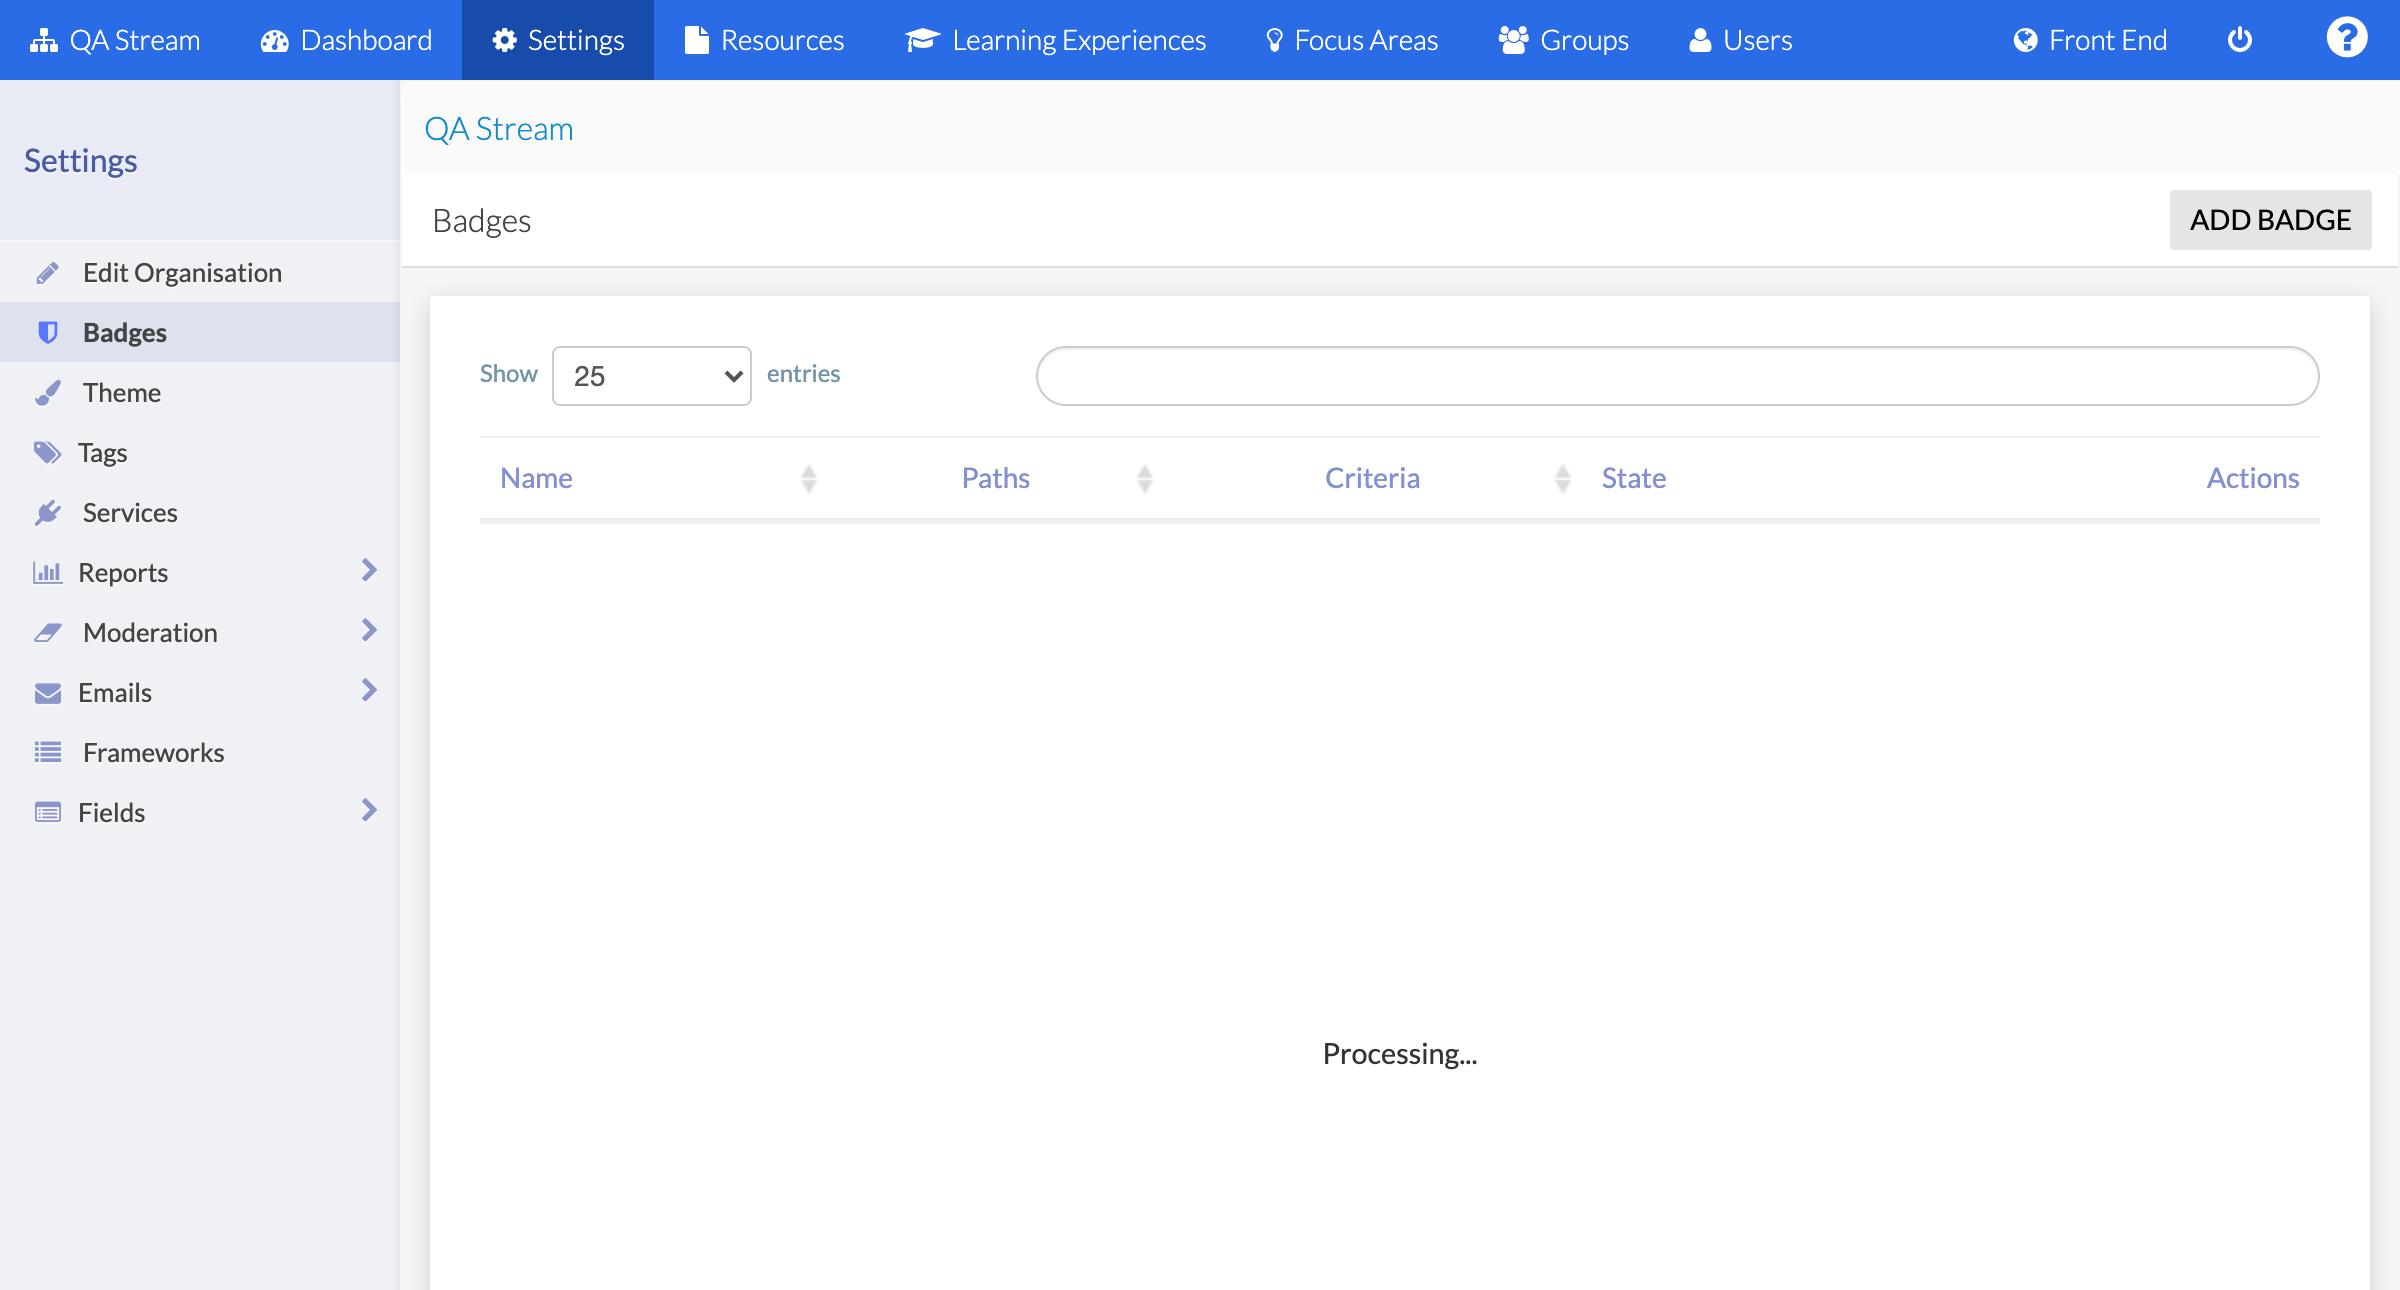 QA Stream Dashboard Settings Resources Learning Experiences Focus Areas Groups Users Front End ?
Settings
Edit Organisation
Badges
Theme
Tags
Services
Reports
Moderation
Emails
Frameworks
Fields
QA Stream
Badges ADD BADGE
Show 25 entries
Name Paths Criteria State Actions
Processing...